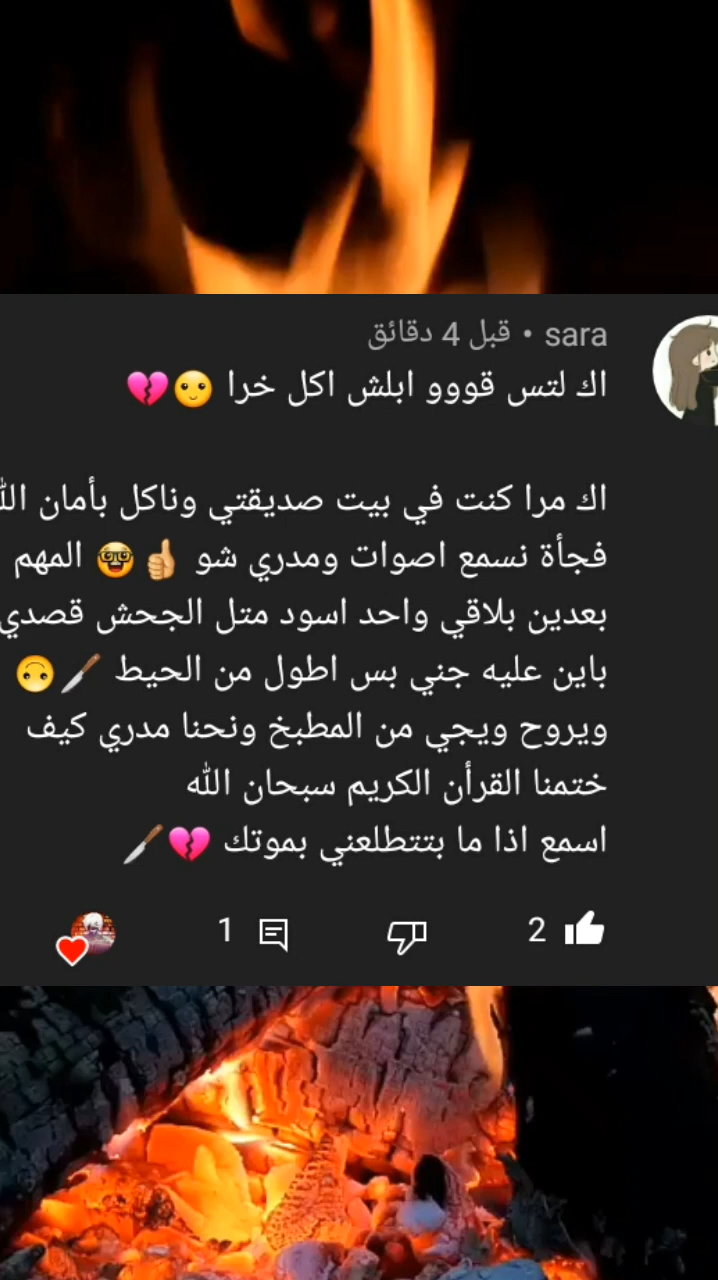 sara • قبل 4 دقائق
اك لتس قووو ابلش اكل خرا 😶💔
اك مرا كنت في بيت صديقتي وناكل بأمان
فجأة نسمع اصوات ومدري شو 👍🏼🤓 المهم
بعدين بلاقي واحد اسود متل الجحش قصدي
باين عليه جني بس اطول من الحيط 🔪🙃
ويروح ويجي من المطبخ ونحنا مدري كيف
ختمنا القرأن الكريم سبحان الله
اسمع اذا ما بتتطلعني بموتك 💔🔪
2
1